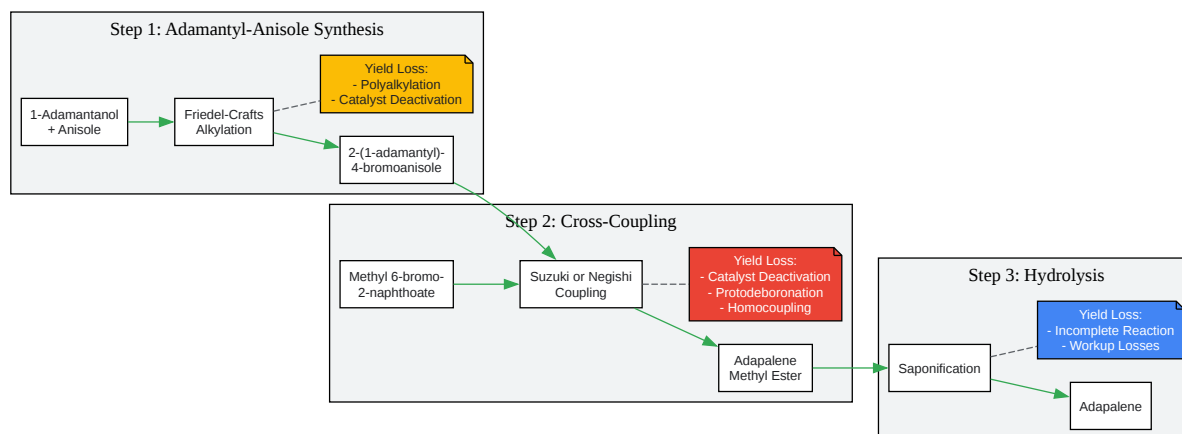 Step 1: Adamantyl-Anisole Synthesis
1-Adamantanol
+ Anisole
Friedel-Crafts
Alkylation
Yield Loss:
- Polyalkylation
- Catalyst Deactivation
2-(1-adamantyl)-
4-bromoanisole
Step 2: Cross-Coupling
Methyl 6-bromo-
2-naphthoate
Suzuki or Negishi
Coupling
Yield Loss:
- Catalyst Deactivation
- Protodeboronation
- Homocoupling
Adapalene
Methyl Ester
Step 3: Hydrolysis
Saponification
Yield Loss:
- Incomplete Reaction
- Workup Losses
Adapalene